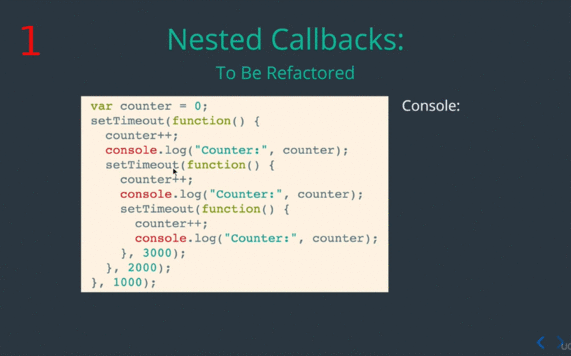 1
Nested Callbacks:
To Be Refactored
var counter = 0;
setTimeout(function() {
  counter++;
  console.log("Counter:", counter);
  setTimeout(function() {
    counter++;
    console.log("Counter:", counter);
    setTimeout(function() {
      counter++;
      console.log("Counter:", counter);
    }, 3000);
  }, 2000);
}, 1000);
Console: